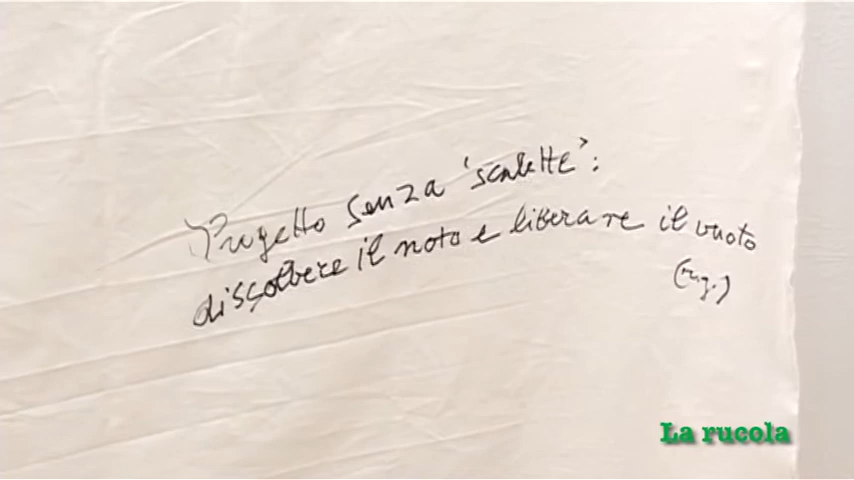 Progetto senza 'scalette':
dissolvere il noto e liberare il vuoto
La rucola